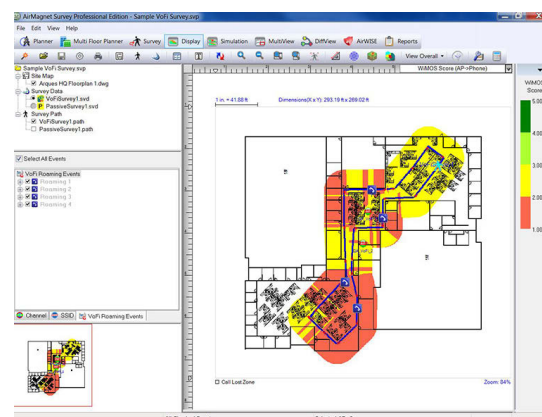 AirMagnet Survey Professional Edition - Sample VoFi Survey.svp
File Edit View Help
Planner Multi Floor Planner Survey Display Simulation MultiView DiffView AirWISE Reports
View Overall
Sample VoFi Survey.svp
Site Map
Arques HQ Floorplan 1.dwg
Survey Data
VoFiSurvey1.svd
PassiveSurvey1.svd
Survey Path
VoFiSurvey1.path
PassiveSurvey1.path
Select All Events
VoFi Roaming Events
Roaming 1
Roaming 2
Roaming 3
Roaming 4
Channel SSID VoFi Roaming Events
WiMOS Score (AP->Phone)
1 in. = 41.88 ft Dimensions(X x Y): 293.19 ft x 269.02 ft
Cell Lost Zone
Zoom: 84%
WiMOS
Score
5.00
4.00
3.00
2.00
1.00